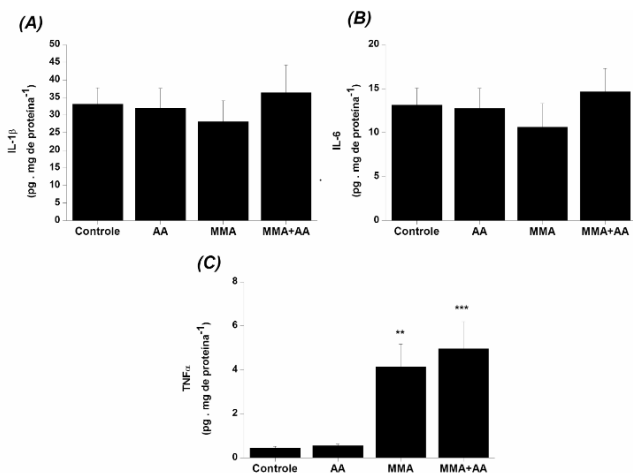 (A)
IL-1β
(pg . mg de proteína-1)
50
45
40
35
30
25
20
15
10
5
0
Controle AA MMA MMA+AA
(B)
IL-6
(pg . mg de proteína-1)
20
15
10
5
0
Controle AA MMA MMA+AA
(C)
TNFα
(pg . mg de proteína-1)
8
6
4
2
0
** ***
Controle AA MMA MMA+AA